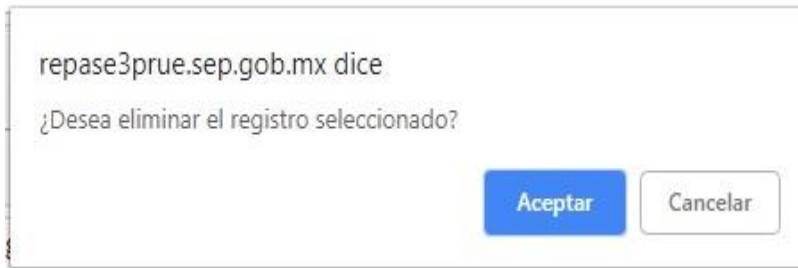 repase3prue.sep.gob.mx dice
¿Desea eliminar el registro seleccionado?
Aceptar Cancelar